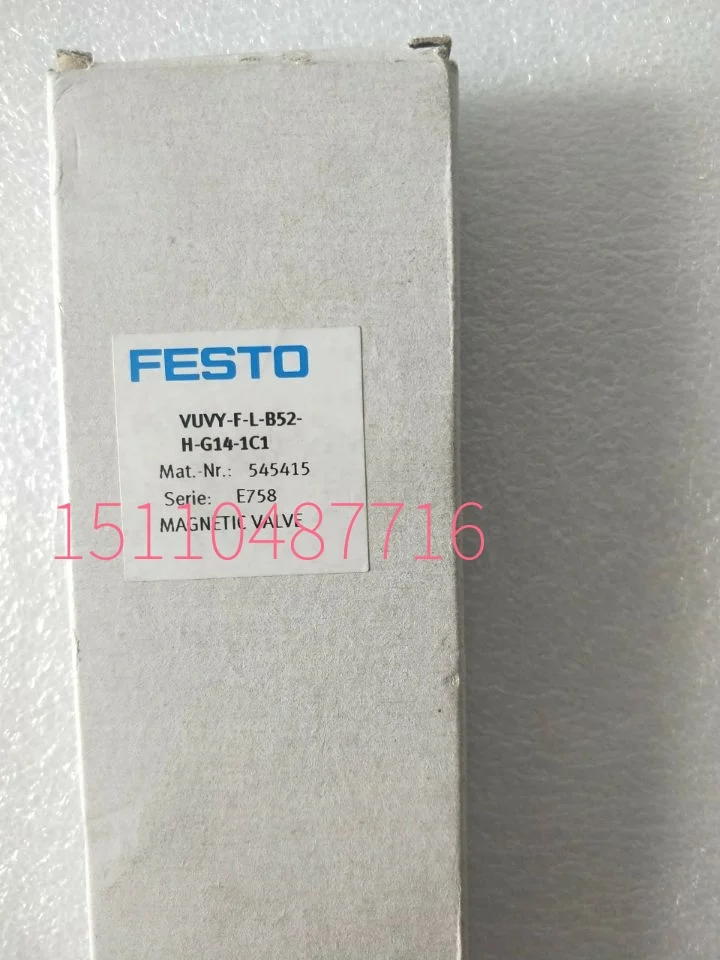 FESTO
VUVY-F-L-B52-
H-G14-1C1
Mat.-Nr.: 545415
Serie: E758
MAGNETIC VALVE
15110487716